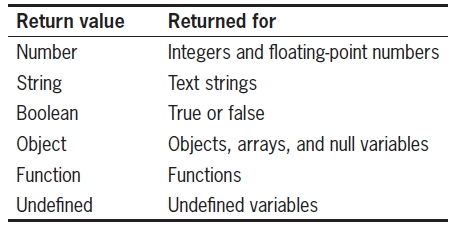 Return value Returned for
Number Integers and floating-point numbers
String Text strings
Boolean True or false
Object Objects, arrays, and null variables
Function Functions
Undefined Undefined variables